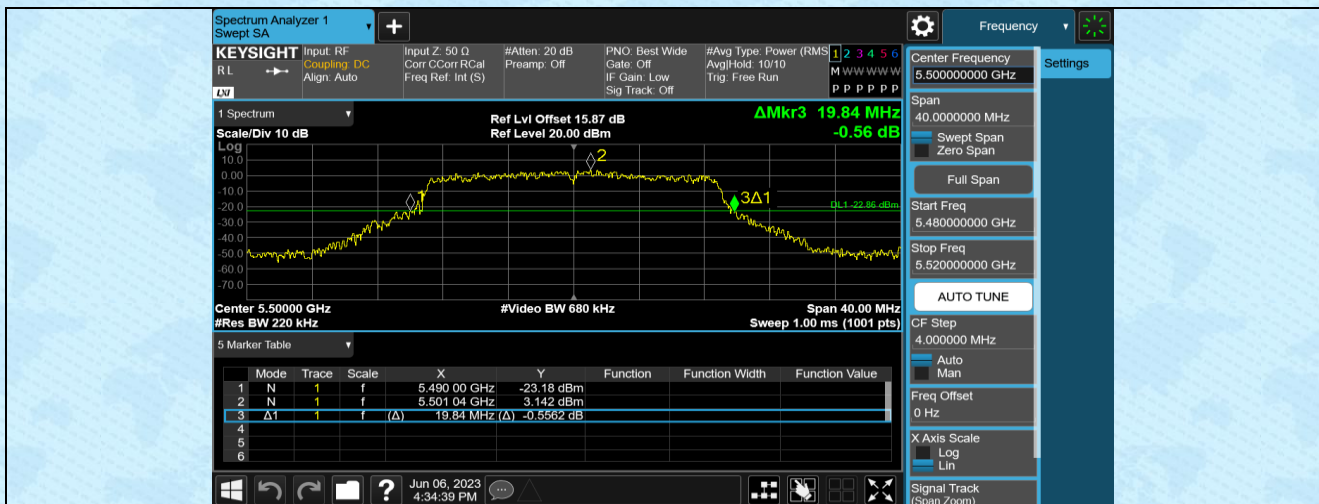 Spectrum Analyzer 1
Swept SA
+
Frequency
KEYSIGHT
R L
LXI
Input: RF
Coupling: DC
Align: Auto
Input Z: 50 Ω
Corr CCorr RCal
Freq Ref: Int (S)
#Atten: 20 dB
Preamp: Off
PNO: Best Wide
Gate: Off
IF Gain: Low
Sig Track: Off
#Avg Type: Power (RMS
Avg|Hold: 10/10
Trig: Free Run
1 2 3 4 5 6
M W W W W W
P P P P P P
1 Spectrum
Scale/Div 10 dB
Ref Lvl Offset 15.87 dB
Ref Level 20.00 dBm
ΔMkr3 19.84 MHz
-0.56 dB
Log
10.0
0.00
-10.0
-20.0
-30.0
-40.0
-50.0
-60.0
-70.0
1
2
3Δ1
DL1 -22.86 dBm
Center 5.50000 GHz
#Video BW 680 kHz
Span 40.00 MHz
#Res BW 220 kHz
Sweep 1.00 ms (1001 pts)
5 Marker Table
Mode Trace Scale X Y Function Function Width Function Value
1 N 1 f 5.490 00 GHz -23.18 dBm
2 N 1 f 5.501 04 GHz 3.142 dBm
3 Δ1 1 f (Δ) 19.84 MHz (Δ) -0.5562 dB
4
5
6
Jun 06, 2023
4:34:39 PM
?
Center Frequency
5.500000000 GHz
Span
40.0000000 MHz
Swept Span
Zero Span
Full Span
Start Freq
5.480000000 GHz
Stop Freq
5.520000000 GHz
AUTO TUNE
CF Step
4.000000 MHz
Auto
Man
Freq Offset
0 Hz
X Axis Scale
Log
Lin
Signal Track
(Span Zoom)
Settings